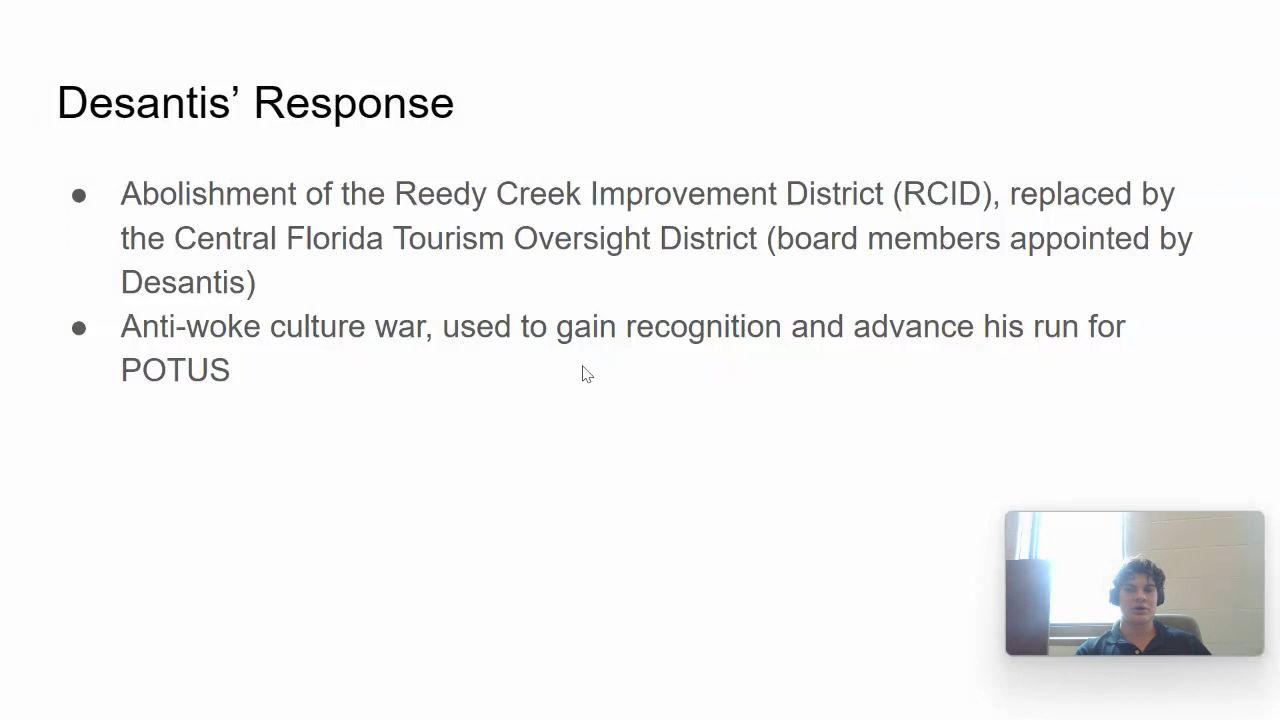 Desantis’ Response
● Abolishment of the Reedy Creek Improvement District (RCID), replaced by
the Central Florida Tourism Oversight District (board members appointed by
Desantis)
● Anti-woke culture war, used to gain recognition and advance his run for
POTUS